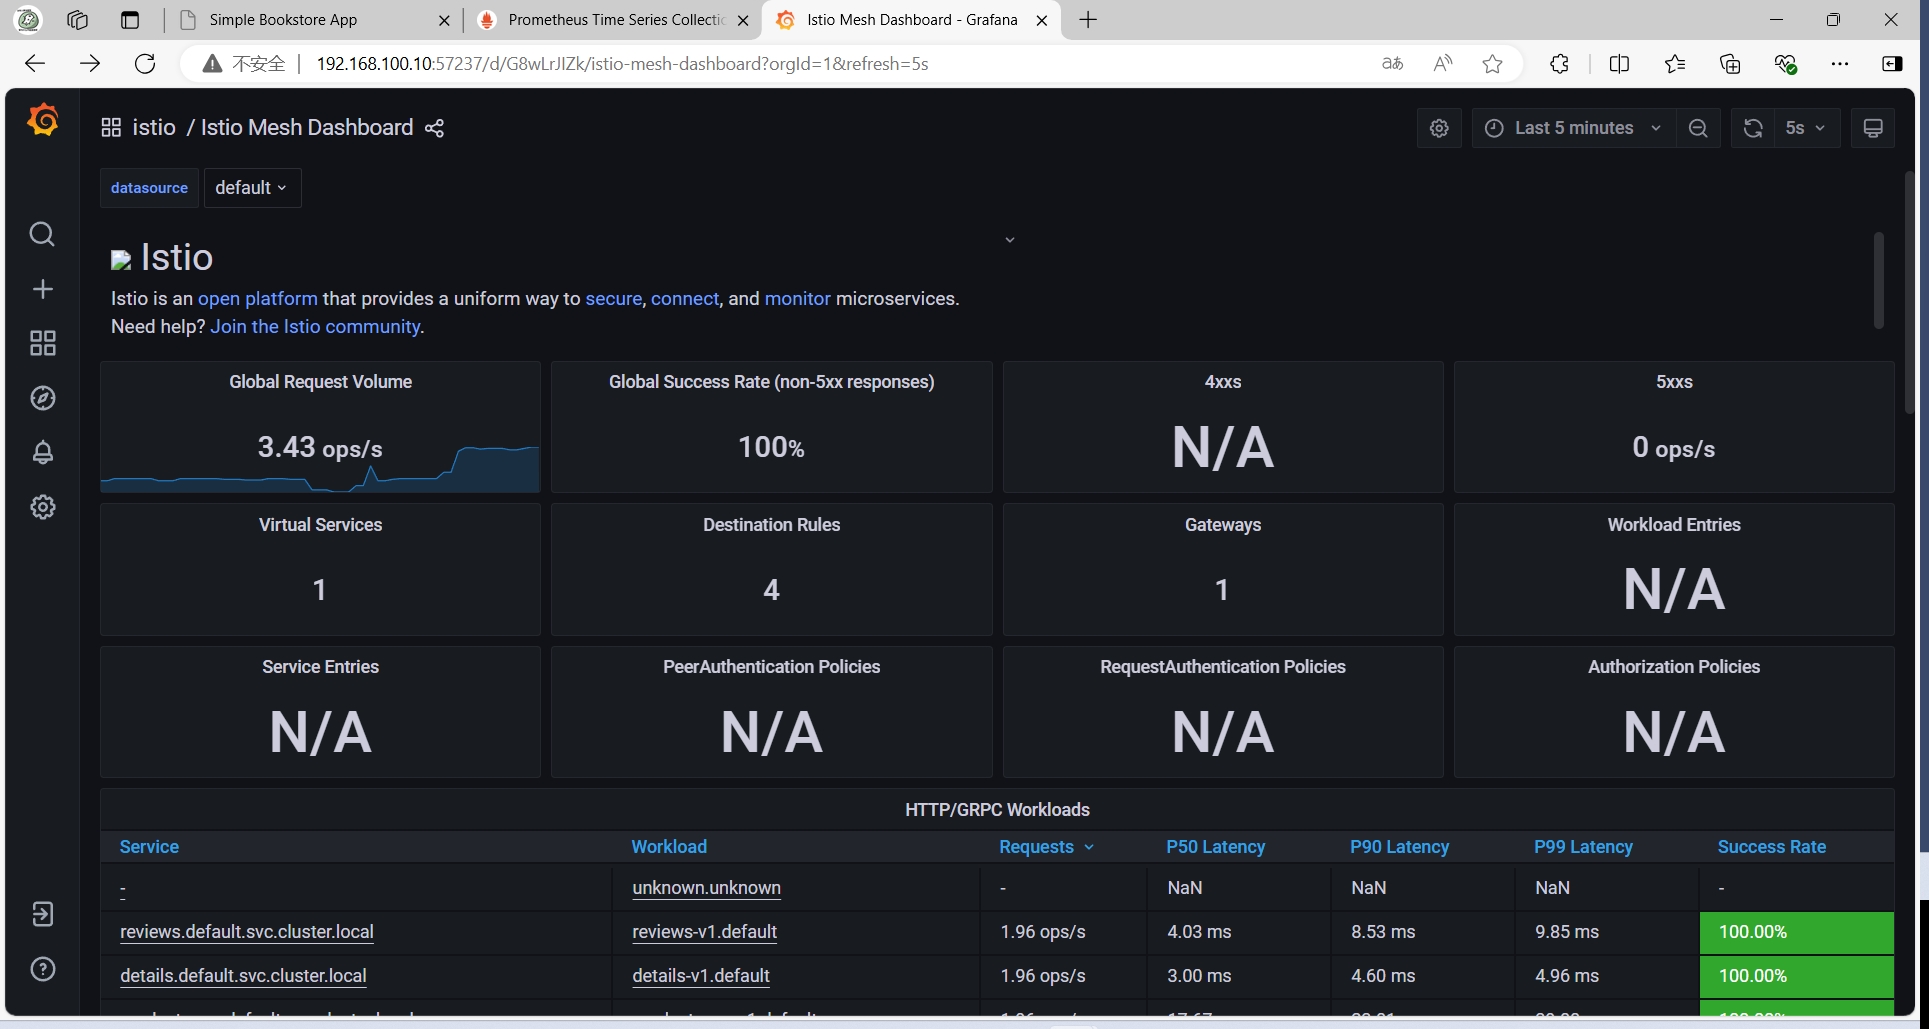 Simple Bookstore App
Prometheus Time Series Collectio
Istio Mesh Dashboard - Grafana
不安全
192.168.100.10:57237/d/G8wLrJIZk/istio-mesh-dashboard?orgId=1&refresh=5s
aあ
istio / Istio Mesh Dashboard
Last 5 minutes
5s
datasource
default
Istio
Istio is an open platform that provides a uniform way to secure, connect, and monitor microservices.
Need help? Join the Istio community.
Global Request Volume
3.43 ops/s
Global Success Rate (non-5xx responses)
100%
4xxs
N/A
5xxs
0 ops/s
Virtual Services
1
Destination Rules
4
Gateways
1
Workload Entries
N/A
Service Entries
N/A
PeerAuthentication Policies
N/A
RequestAuthentication Policies
N/A
Authorization Policies
N/A
HTTP/GRPC Workloads
Service Workload Requests P50 Latency P90 Latency P99 Latency Success Rate
- unknown.unknown - NaN NaN NaN -
reviews.default.svc.cluster.local reviews-v1.default 1.96 ops/s 4.03 ms 8.53 ms 9.85 ms 100.00%
details.default.svc.cluster.local details-v1.default 1.96 ops/s 3.00 ms 4.60 ms 4.96 ms 100.00%